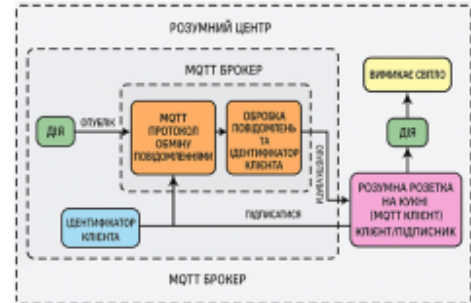 РОЗУМНИЙ ЦЕНТР
MQTT БРОКЕР
ВИМИКАЄ СВІТЛО
ДІЯ
ОПУБЛІК
MQTT
ПРОТОКОЛ
ОБМІНУ
ПОВІДОМЛЕННЯМИ
ОБРОБКА
ПОВІДОМЛЕНЬ
ТА
ІДЕНТИФІКАТОР
КЛІЄНТА
ДІЯ
ОПУБЛІКУВАТИ
ІДЕНТИФІКАТОР
КЛІЄНТА
ПІДПИСАТИСЯ
РОЗУМНА РОЗЕТКА
НА КУХНІ
(MQTT КЛІЄНТ)
КЛІЄНТ/ПІДПИСНИК
MQTT БРОКЕР